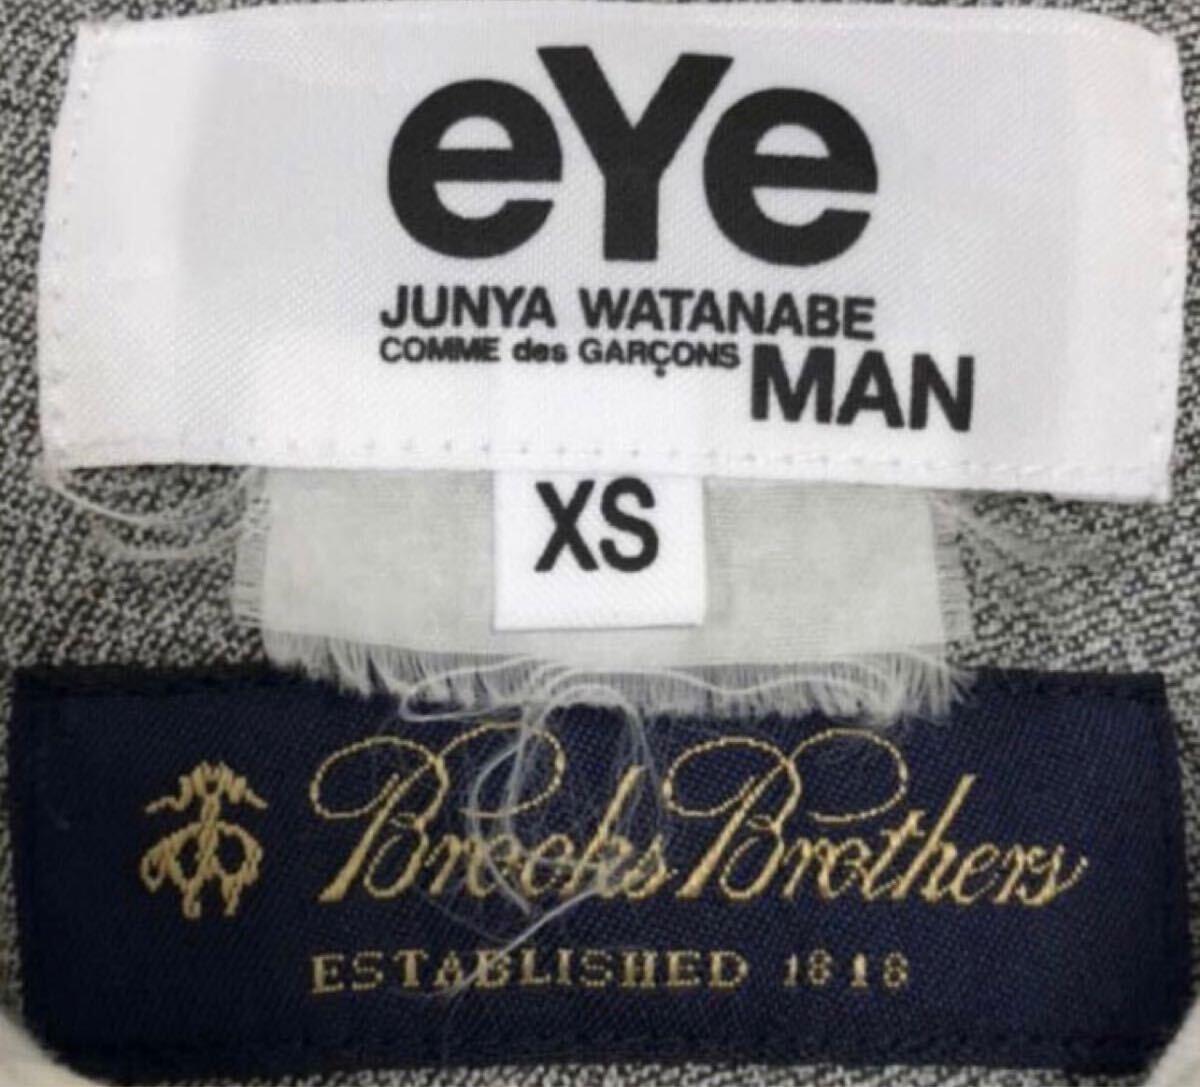 eYe
JUNYA WATANABE
COMME des GARÇONS MAN
XS
Brooks Brothers
ESTABLISHED 1818